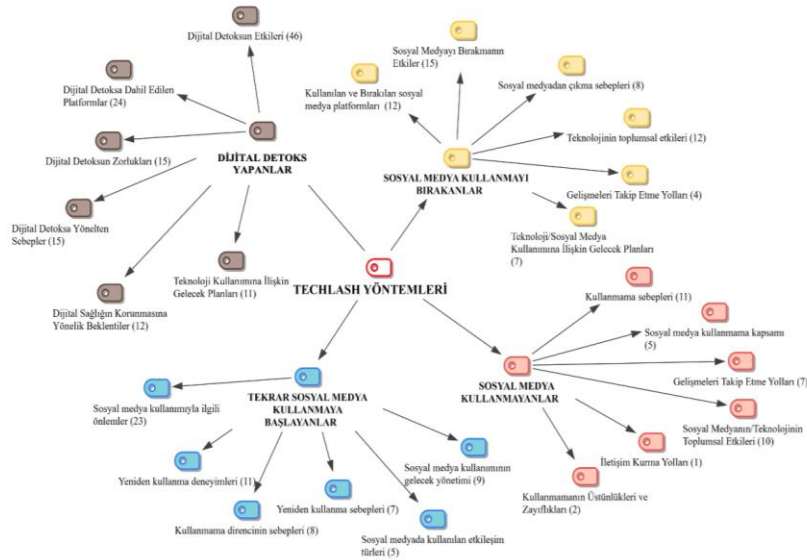 Dijital Detoksun Etkileri (46)
Dijital Detoksa Dahil Edilen
Platformlar (24)
Dijital Detoksun Zorlukları (15)
DİJİTAL DETOKS
YAPANLAR
Dijital Detoksa Yönelten
Sebepler (15)
Dijital Sağlığın Korunmasına
Yönelik Beklentiler (12)
Teknoloji Kullanımına İlişkin
Gelecek Planları (11)
Sosyal Medyayı Bırakmanın
Etkiler (15)
Kullanılan ve Bırakılan sosyal
medya platformları (12)
Sosyal medyadan çıkma sebepleri (8)
Teknolojinin toplumsal etkileri (12)
SOSYAL MEDYA KULLANMAYI
BIRAKANLAR
Gelişmeleri Takip Etme Yolları (4)
Teknoloji/Sosyal Medya
Kullanımına İlişkin Gelecek Planları
(7)
TECHLASH YÖNTEMLERİ
Kullanmama sebepleri (11)
Sosyal medya kullanmama kapsamı
(5)
SOSYAL MEDYA
KULLANMAYANLAR
Gelişmeleri Takip Etme Yolları (7)
Sosyal Medyanın/Teknolojinin
Toplumsal Etkileri (10)
İletişim Kurma Yolları (1)
Kullanmamanın Üstünlükleri ve
Zayıflıkları (2)
TEKRAR SOSYAL MEDYA
KULLANMAYA
BAŞLAYANLAR
Sosyal medya kullanımıyla ilgili
önlemler (23)
Yeniden kullanma deneyimleri (11)
Kullanmama direncinin sebepleri (8)
Yeniden kullanma sebepleri (7)
Sosyal medyada kullanılan etkileşim
türleri (5)
Sosyal medya kullanımının
gelecek yönetimi (9)